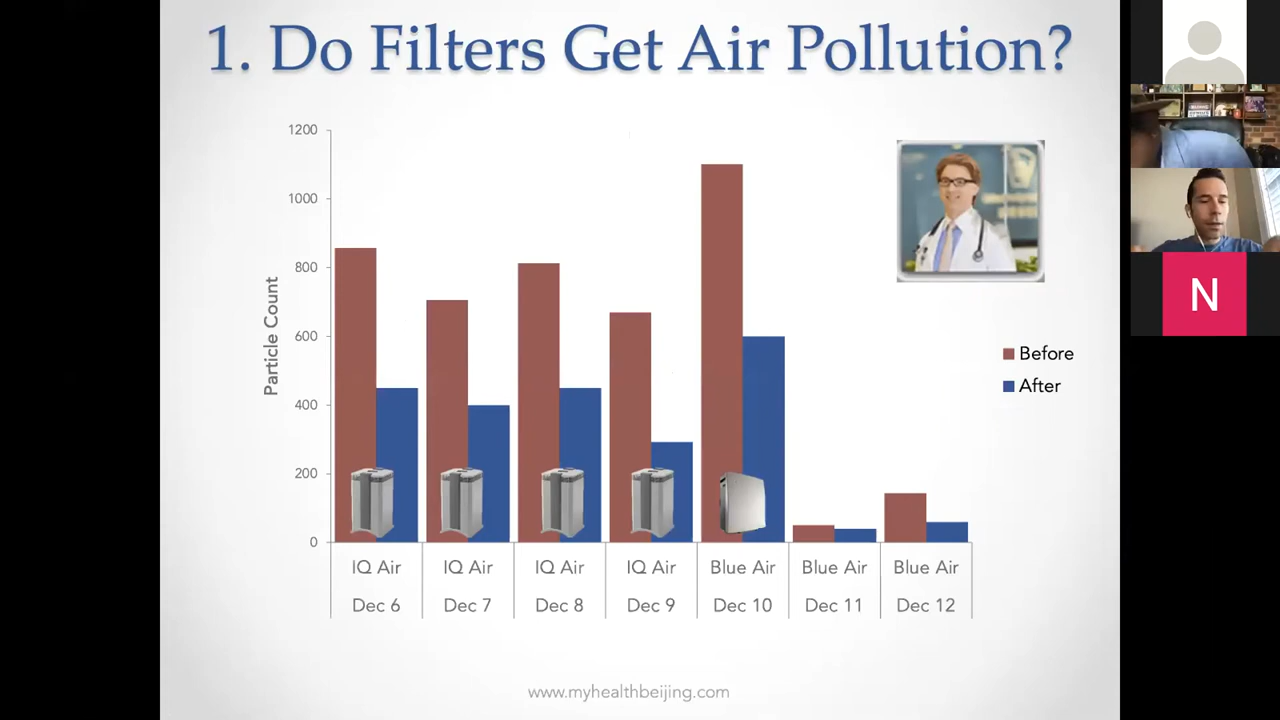 1. Do Filters Get Air Pollution?
1200
1000
800
600
400
200
0
Particle Count
Before
After
N
IQ Air IQ Air IQ Air IQ Air Blue Air Blue Air Blue Air
Dec 6 Dec 7 Dec 8 Dec 9 Dec 10 Dec 11 Dec 12
www.myhealthbeijing.com